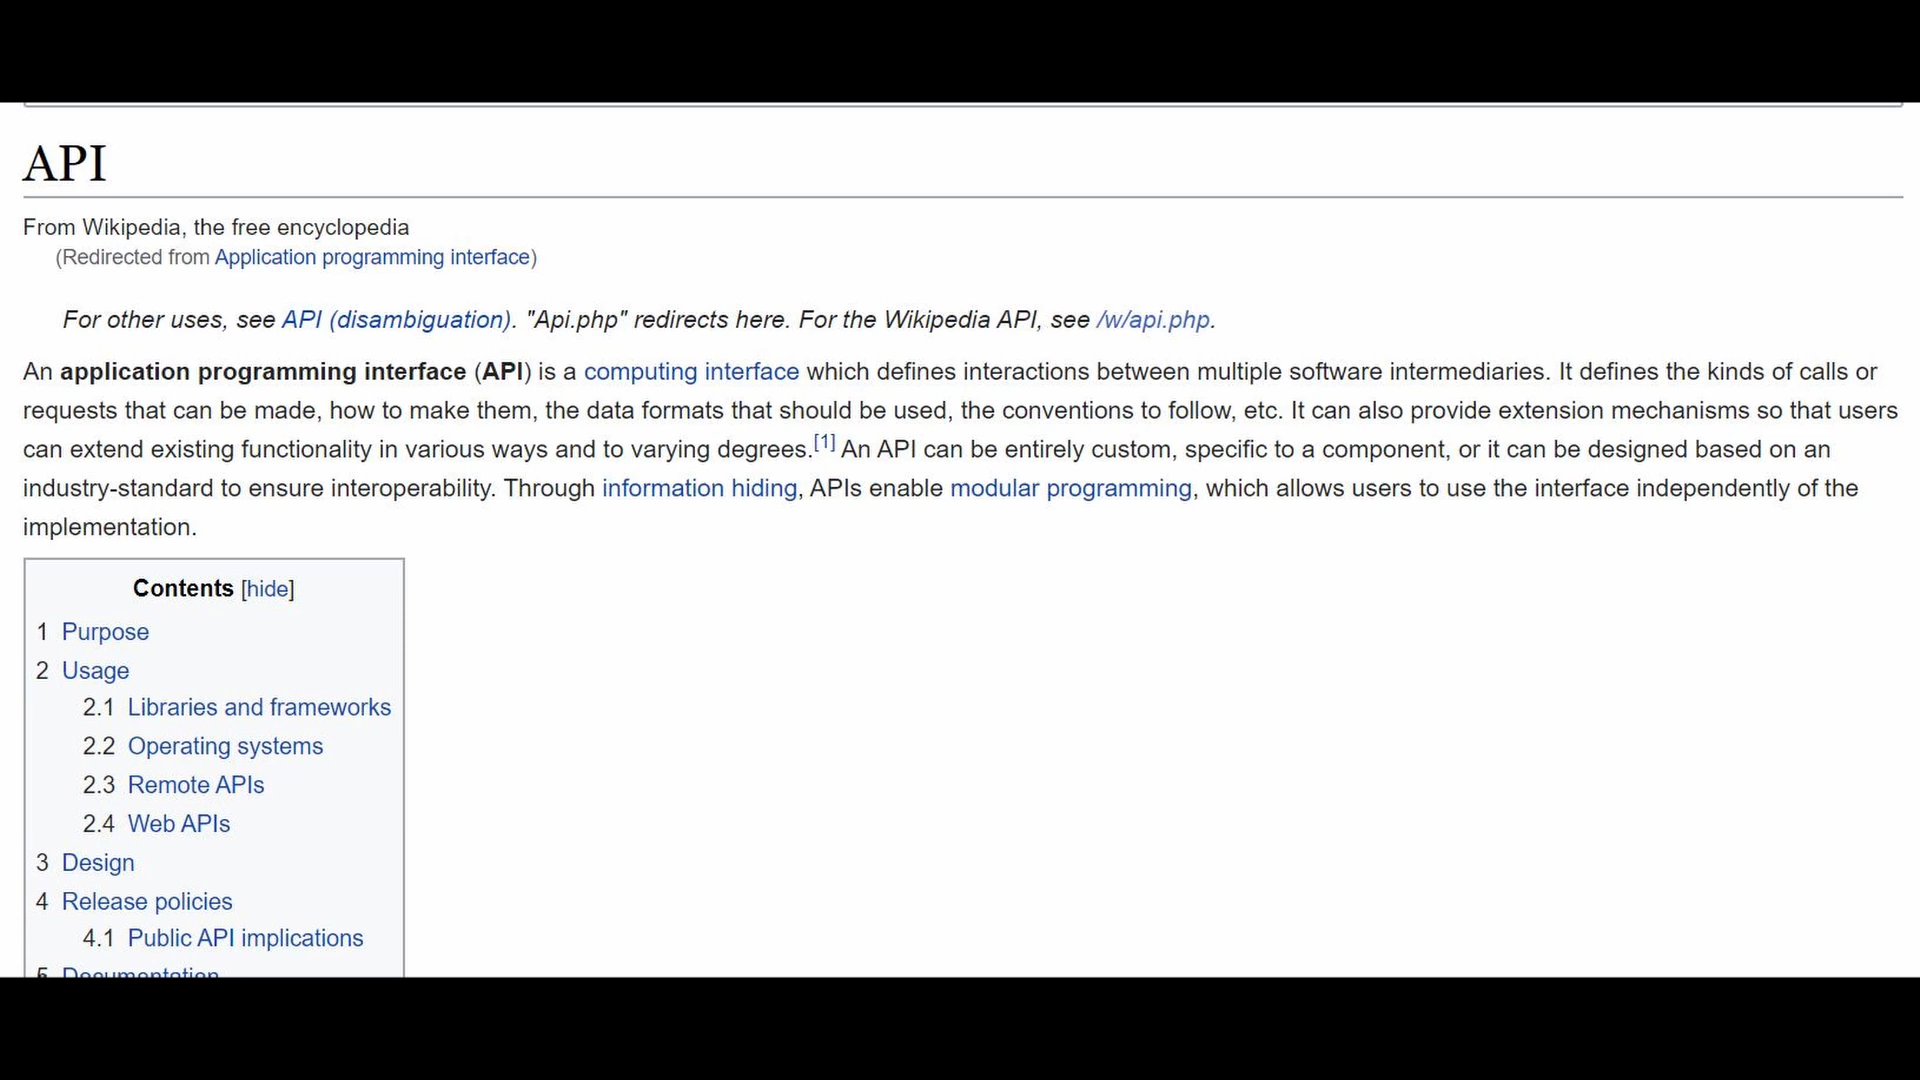 API
From Wikipedia, the free encyclopedia
(Redirected from Application programming interface)
For other uses, see API (disambiguation). "Api.php" redirects here. For the Wikipedia API, see /w/api.php.
An application programming interface (API) is a computing interface which defines interactions between multiple software intermediaries. It defines the kinds of calls or
requests that can be made, how to make them, the data formats that should be used, the conventions to follow, etc. It can also provide extension mechanisms so that users
can extend existing functionality in various ways and to varying degrees.[1] An API can be entirely custom, specific to a component, or it can be designed based on an
industry-standard to ensure interoperability. Through information hiding, APIs enable modular programming, which allows users to use the interface independently of the
implementation.
Contents [hide]
1 Purpose
2 Usage
2.1 Libraries and frameworks
2.2 Operating systems
2.3 Remote APIs
2.4 Web APIs
3 Design
4 Release policies
4.1 Public API implications
5 Documentation